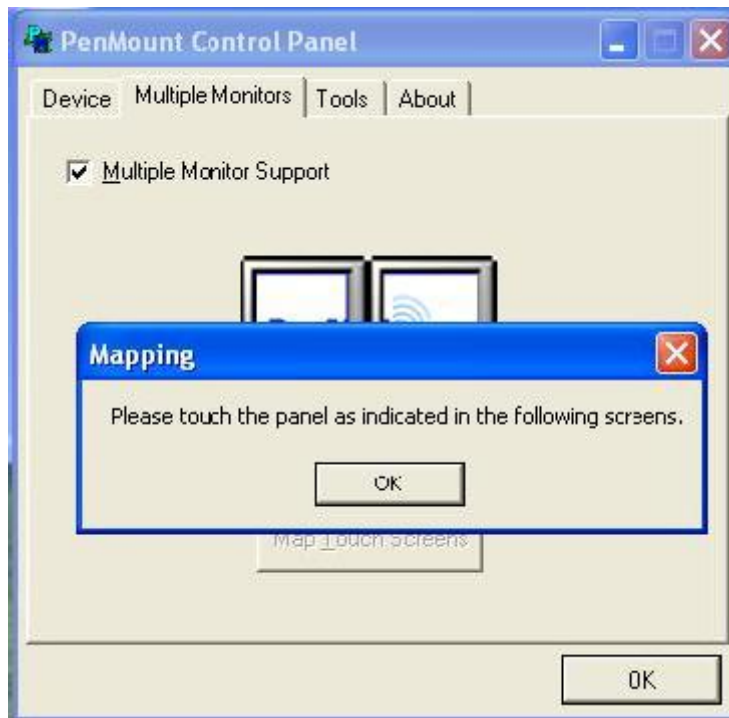 PenMount Control Panel
Device Multiple Monitors Tools About
Multiple Monitor Support
Mapping
Please touch the panel as indicated in the following screens.
OK
Map Touch Screens
OK